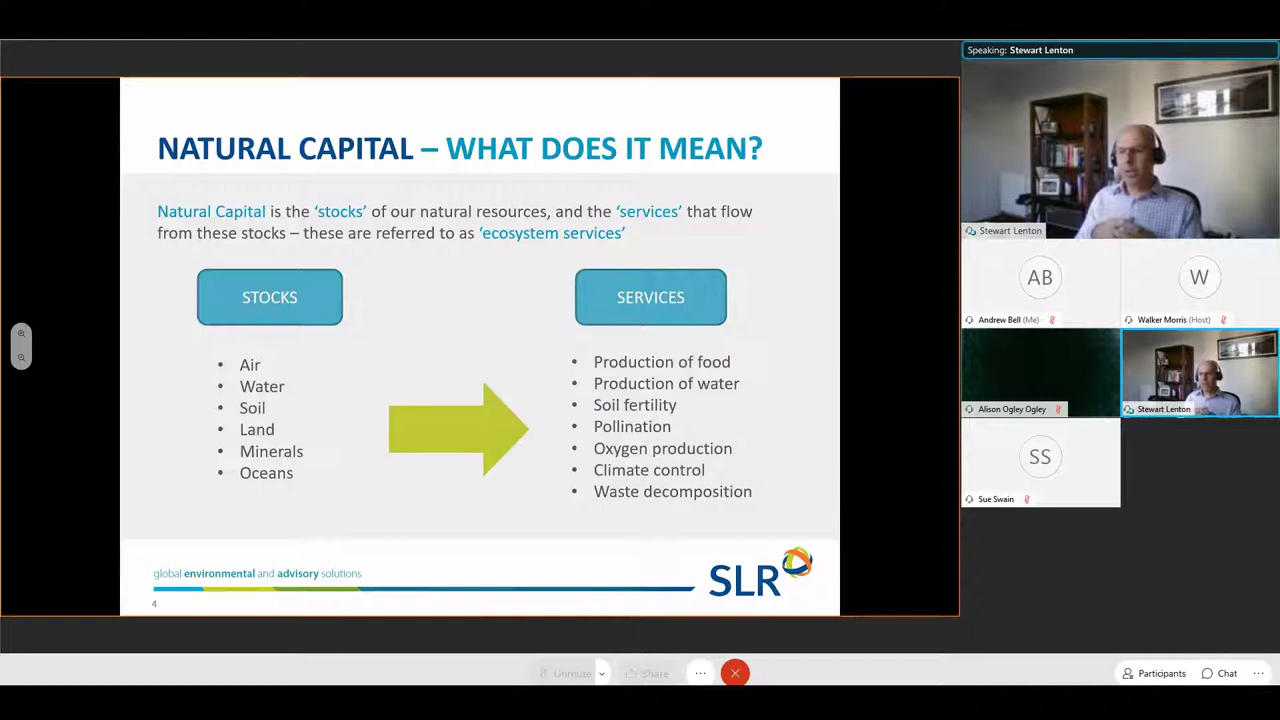 Speaking: Stewart Lenton
NATURAL CAPITAL – WHAT DOES IT MEAN?
Natural Capital is the ‘stocks’ of our natural resources, and the ‘services’ that flow
from these stocks – these are referred to as ‘ecosystem services’
STOCKS
Air
Water
Soil
Land
Minerals
Oceans
SERVICES
Production of food
Production of water
Soil fertility
Pollination
Oxygen production
Climate control
Waste decomposition
global environmental and advisory solutions
SLR
4
Stewart Lenton
AB
Andrew Bell (Me)
W
Walker Morris (Host)
Alison Ogley Ogley
Stewart Lenton
SS
Sue Swain
Unmute
Share
Participants
Chat